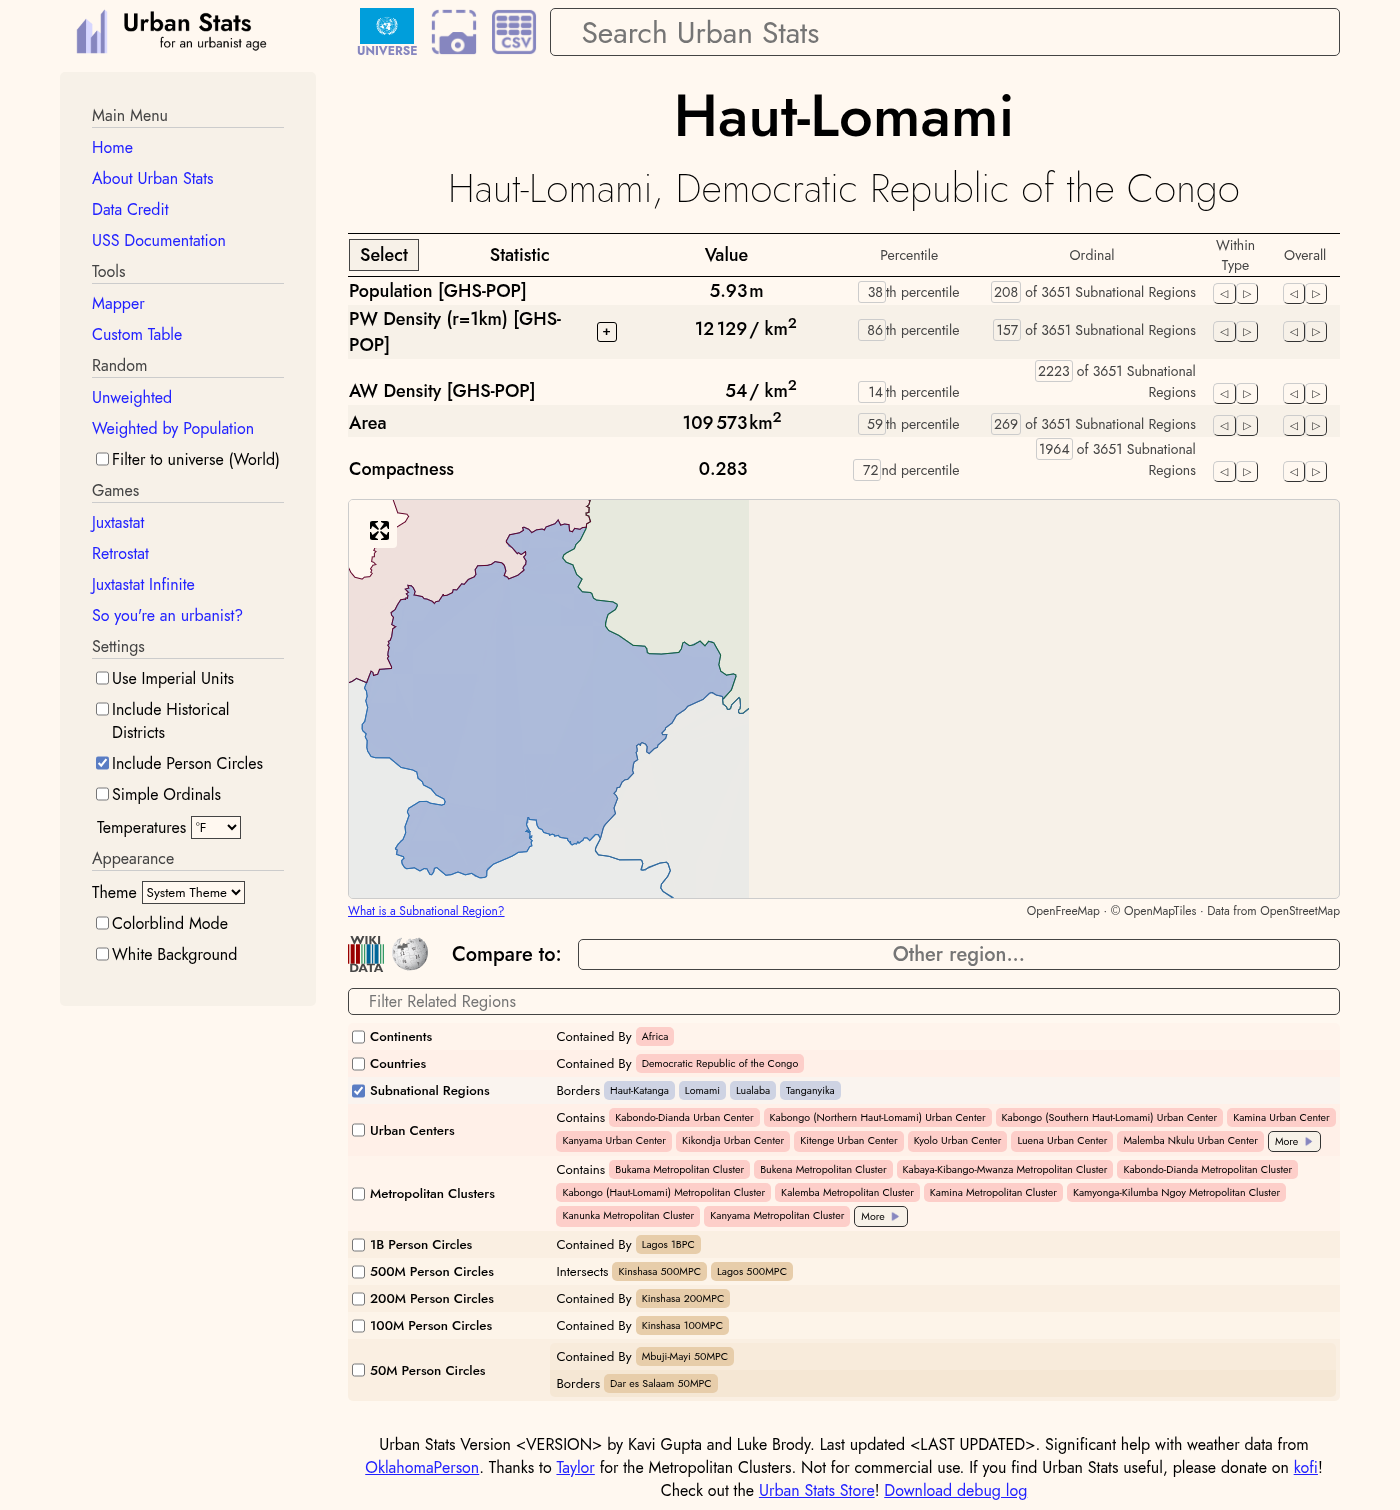 Urban Stats
for an urbanist age
UNIVERSE
CSV
Search Urban Stats
Main Menu
Home
About Urban Stats
Data Credit
USS Documentation
Tools
Mapper
Custom Table
Random
Unweighted
Weighted by Population
Filter to universe (World)
Games
Juxtastat
Retrostat
Juxtastat Infinite
So you're an urbanist?
Settings
Use Imperial Units
Include Historical
Districts
Include Person Circles
Simple Ordinals
Temperatures °F
Appearance
Theme System Theme
Colorblind Mode
White Background
Haut-Lomami
Haut-Lomami, Democratic Republic of the Congo
Select Statistic Value Percentile Ordinal Within Type Overall
Population [GHS-POP] 5.93 m 38th percentile 208 of 3651 Subnational Regions
PW Density (r=1km) [GHS-POP] + 12 129 / km² 86th percentile 157 of 3651 Subnational Regions
AW Density [GHS-POP] 54 / km² 14th percentile 2223 of 3651 Subnational Regions
Area 109 573 km² 59th percentile 269 of 3651 Subnational Regions
Compactness 0.283 72nd percentile 1964 of 3651 Subnational Regions
What is a Subnational Region? OpenFreeMap · © OpenMapTiles · Data from OpenStreetMap
WIKI
DATA
Compare to: Other region...
Filter Related Regions
Continents Contained By Africa
Countries Contained By Democratic Republic of the Congo
Subnational Regions Borders Haut-Katanga Lomami Lualaba Tanganyika
Urban Centers Contains Kabondo-Dianda Urban Center Kabongo (Northern Haut-Lomami) Urban Center Kabongo (Southern Haut-Lomami) Urban Center Kamina Urban Center
Kanyama Urban Center Kikondja Urban Center Kitenge Urban Center Kyolo Urban Center Luena Urban Center Malemba Nkulu Urban Center More
Metropolitan Clusters Contains Bukama Metropolitan Cluster Bukena Metropolitan Cluster Kabaya-Kibango-Mwanza Metropolitan Cluster Kabondo-Dianda Metropolitan Cluster
Kabongo (Haut-Lomami) Metropolitan Cluster Kalemba Metropolitan Cluster Kamina Metropolitan Cluster Kamyonga-Kilumba Ngoy Metropolitan Cluster
Kanunka Metropolitan Cluster Kanyama Metropolitan Cluster More
1B Person Circles Contained By Lagos 1BPC
500M Person Circles Intersects Kinshasa 500MPC Lagos 500MPC
200M Person Circles Contained By Kinshasa 200MPC
100M Person Circles Contained By Kinshasa 100MPC
50M Person Circles Contained By Mbuji-Mayi 50MPC
Borders Dar es Salaam 50MPC
Urban Stats Version <VERSION> by Kavi Gupta and Luke Brody. Last updated <LAST UPDATED>. Significant help with weather data from
OklahomaPerson. Thanks to Taylor for the Metropolitan Clusters. Not for commercial use. If you find Urban Stats useful, please donate on kofi!
Check out the Urban Stats Store! Download debug log